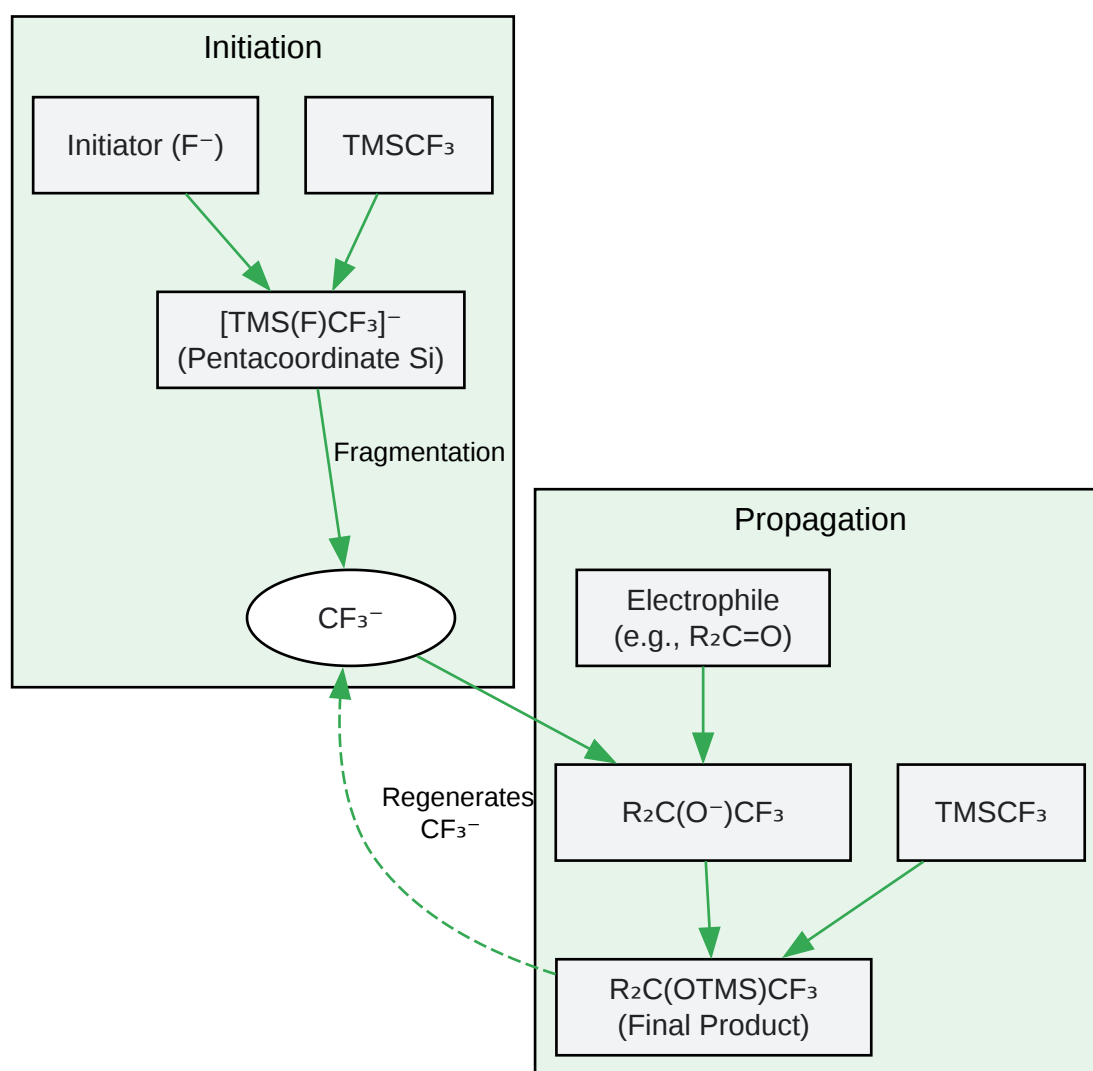 Initiation
Initiator (F⁻)
TMSCF₃
[TMS(F)CF₃]⁻
(Pentacoordinate Si)
Fragmentation
CF₃⁻
Propagation
Electrophile
(e.g., R₂C=O)
Regenerates
CF₃⁻
R₂C(O⁻)CF₃
TMSCF₃
R₂C(OTMS)CF₃
(Final Product)